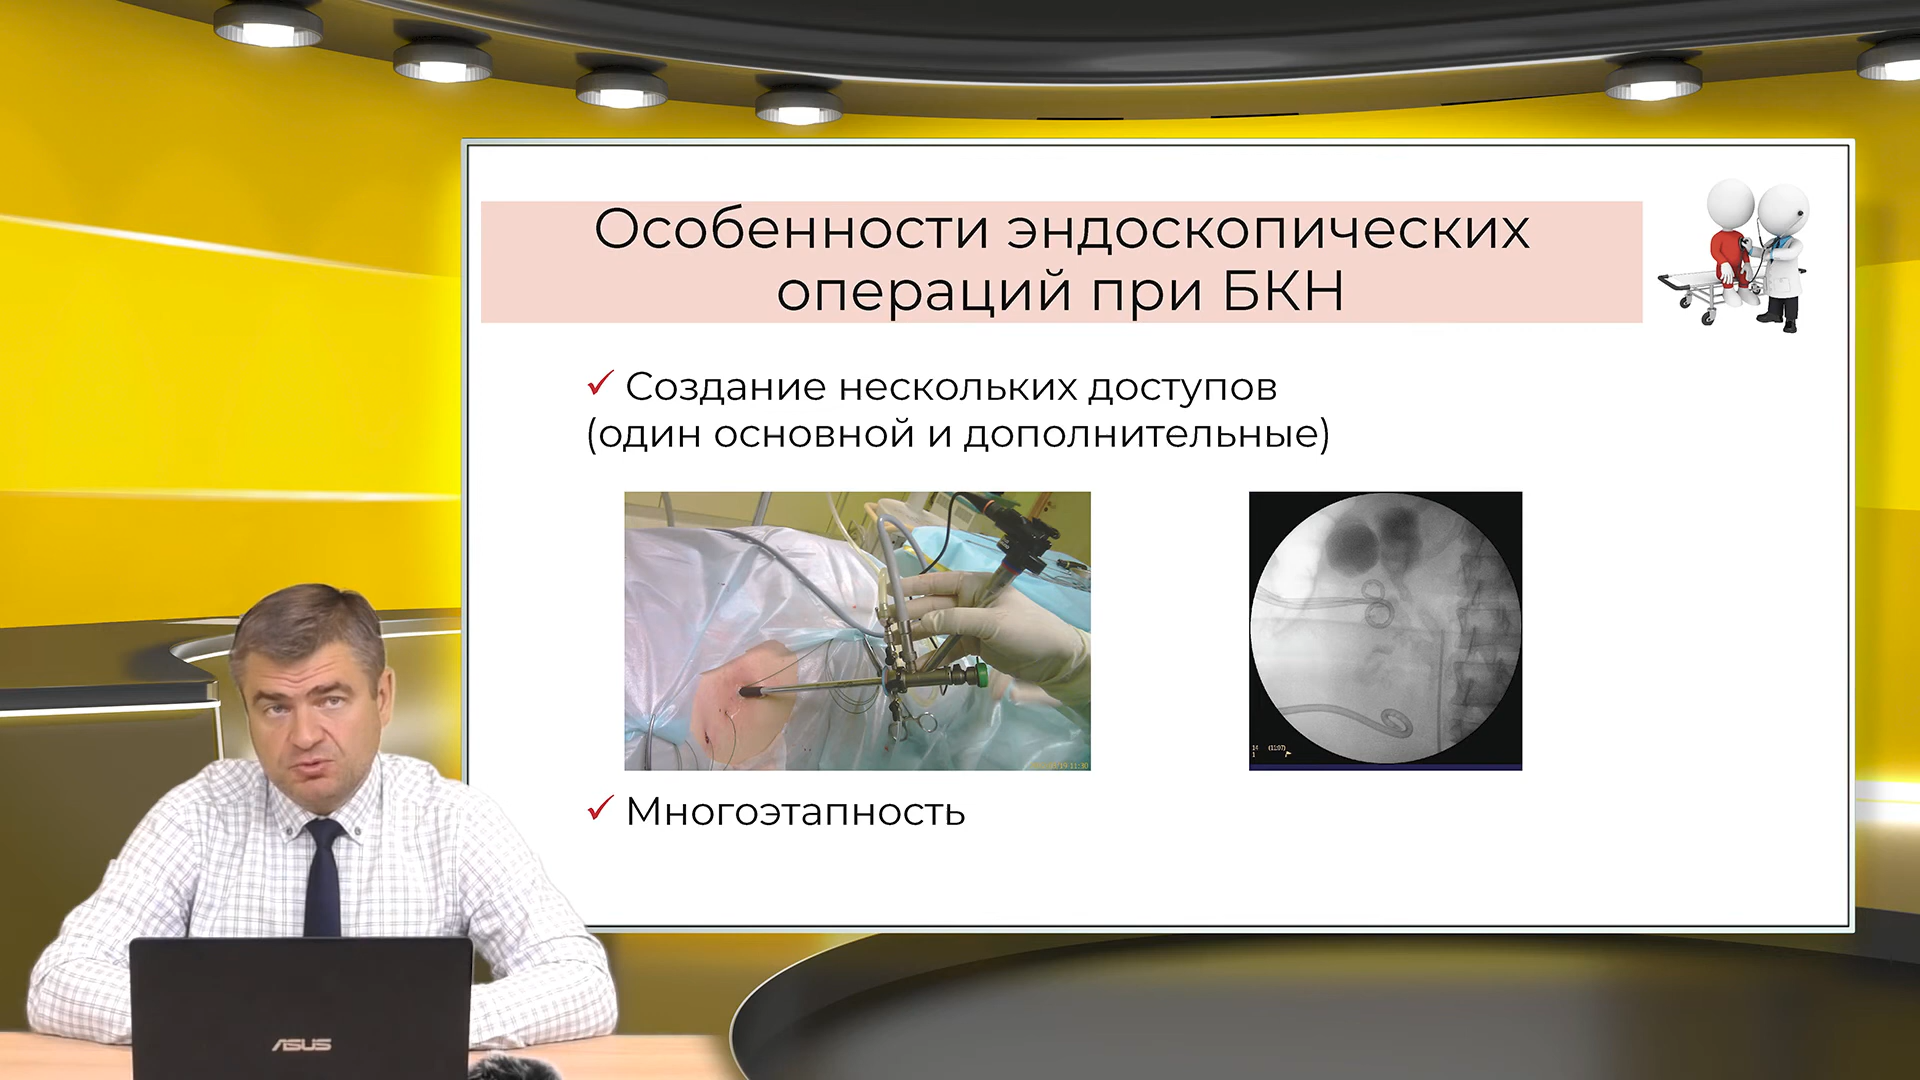 Особенности эндоскопических
операций при БКН
✓ Создание нескольких доступов
(один основной и дополнительные)
✓ Многоэтапность
ASUS